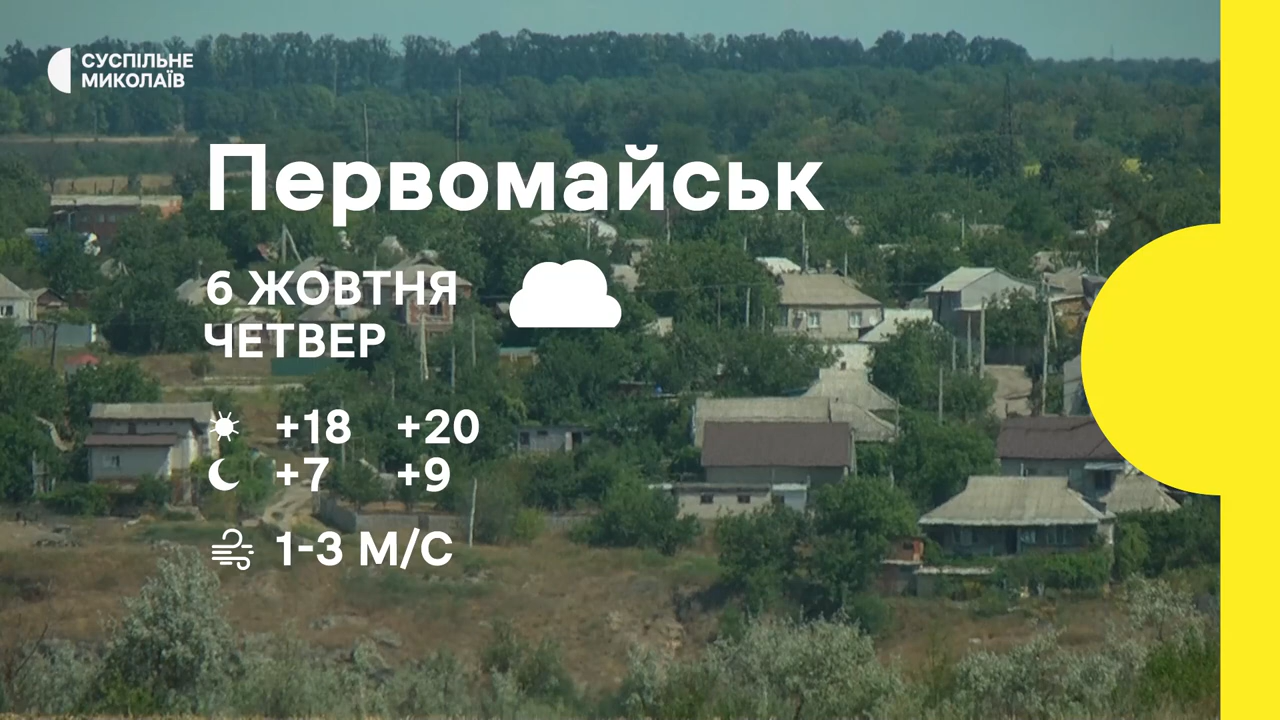 СУСПІЛЬНЕ
МИКОЛАЇВ
Первомайськ
6 ЖОВТНЯ
ЧЕТВЕР
+18 +20
+7 +9
1-3 М/С